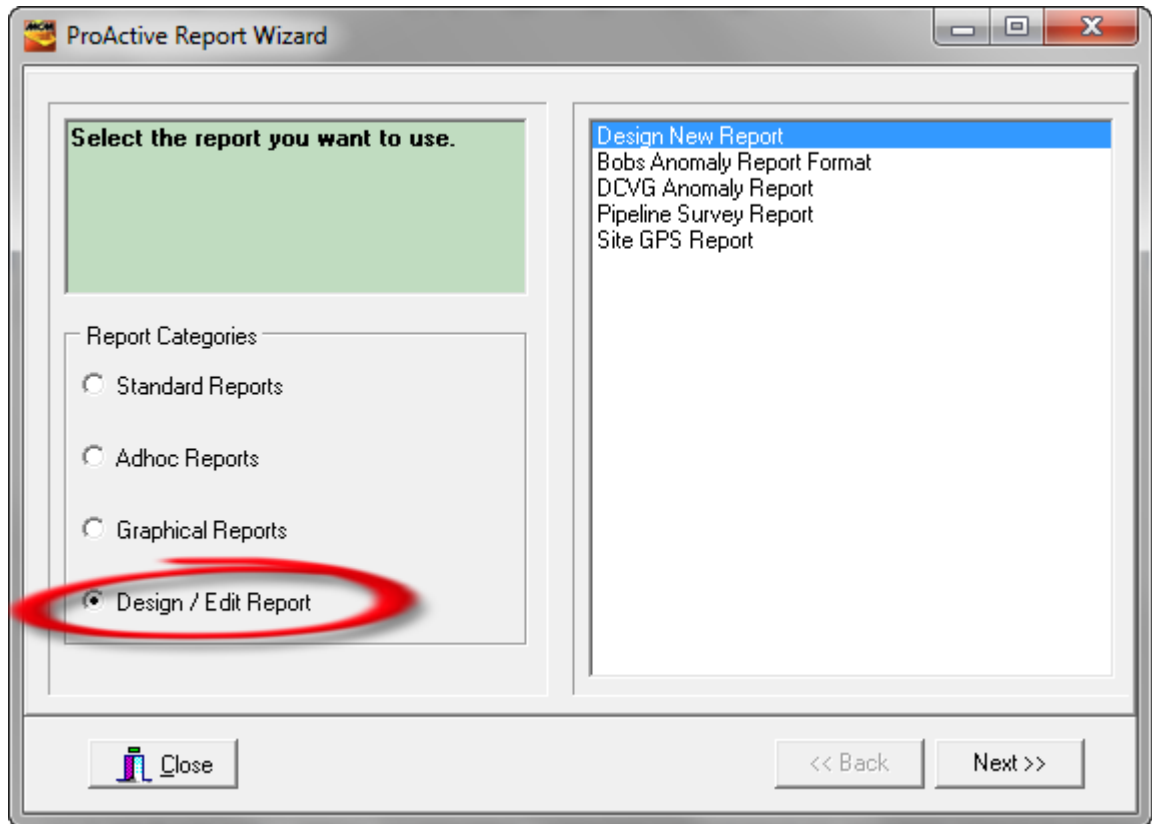 MCM
ProActive Report Wizard
Select the report you want to use.
Report Categories
Standard Reports
Adhoc Reports
Graphical Reports
Design / Edit Report
Design New Report
Bobs Anomaly Report Format
DCVG Anomaly Report
Pipeline Survey Report
Site GPS Report
Close
<< Back
Next >>